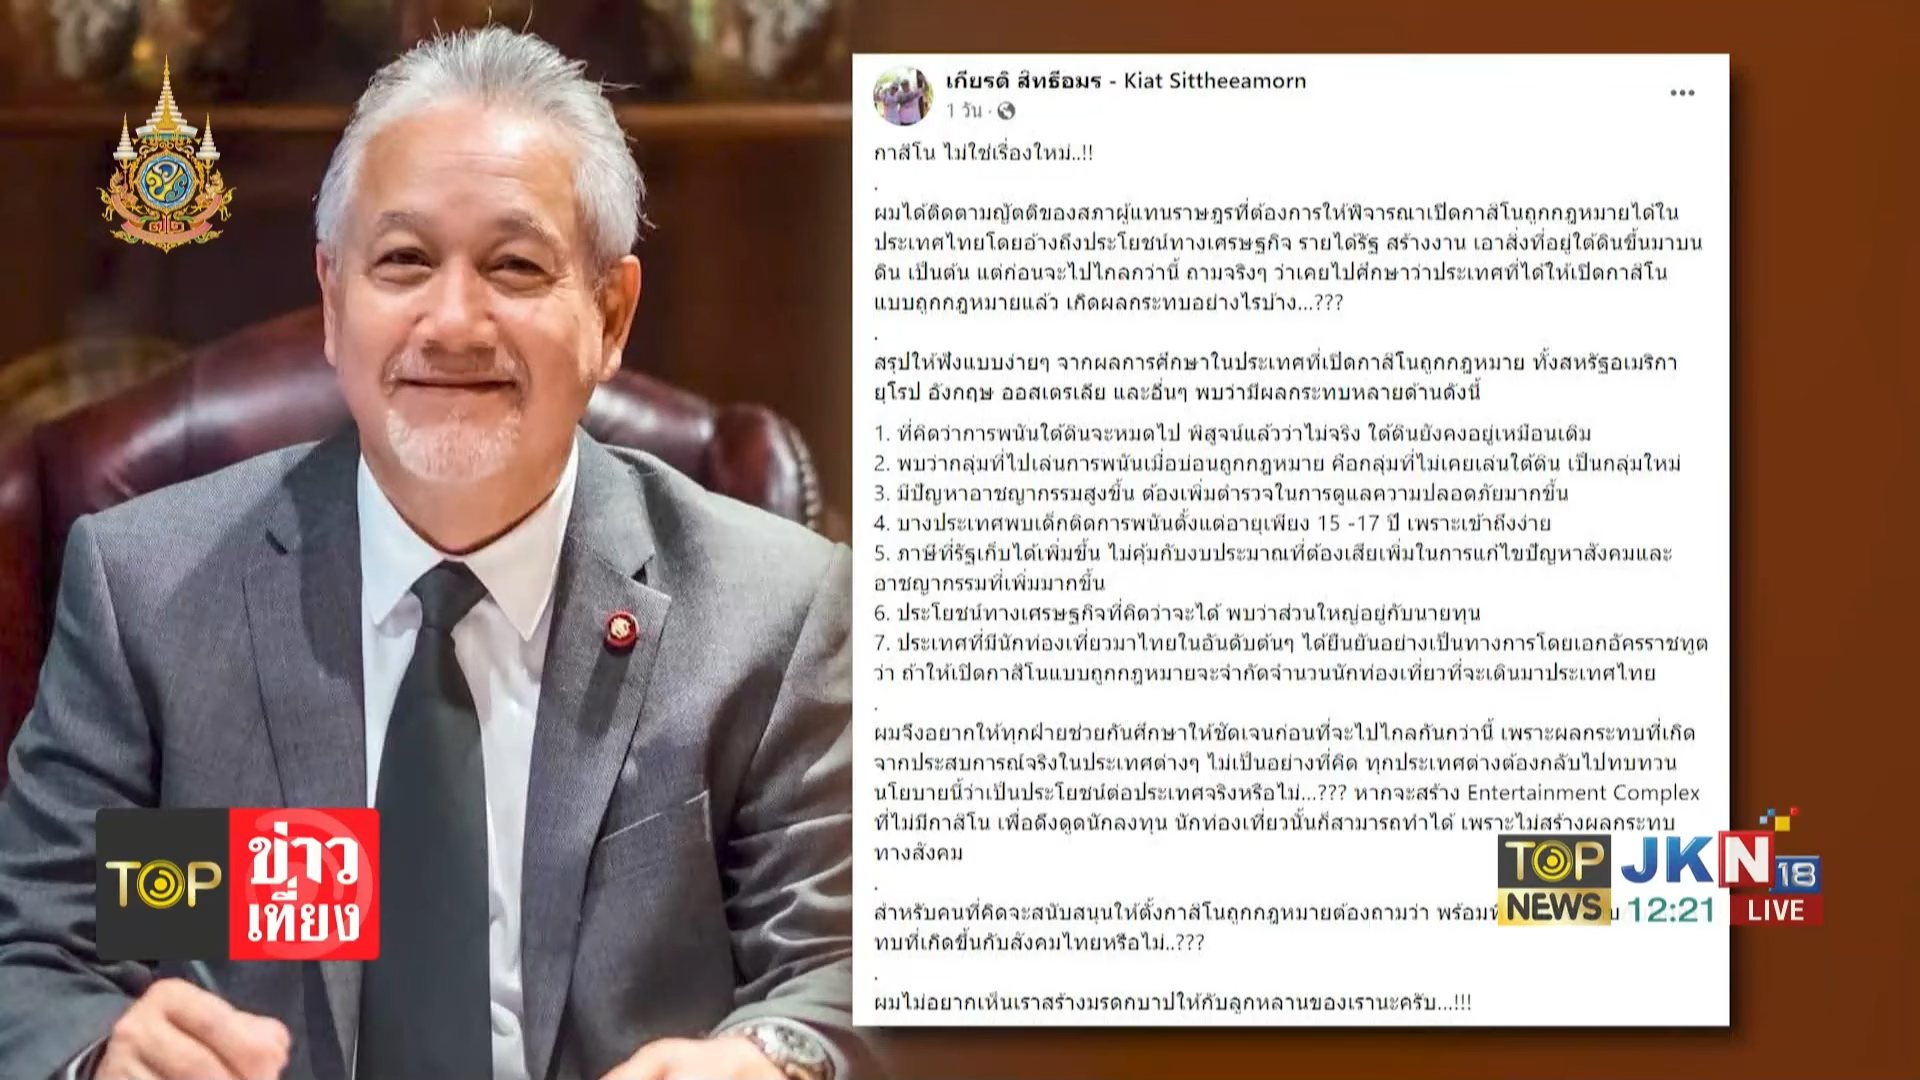 เกียรติ สิทธีอมร - Kiat Sittheeamorn
1 วัน ·
กาสิโน ไม่ใช่เรื่องใหม่..!!
.
ผมได้ติดตามญัตติของสภาผู้แทนราษฎรที่ต้องการให้พิจารณาเปิดกาสิโนถูกกฎหมายได้ใน
ประเทศไทยโดยอ้างถึงประโยชน์ทางเศรษฐกิจ รายได้รัฐ สร้างงาน เอาสิ่งที่อยู่ใต้ดินขึ้นมาบน
ดิน เป็นต้น แต่ก่อนจะไปไกลกว่านี้ ถามจริงๆ ว่าเคยไปศึกษาว่าประเทศที่ได้ให้เปิดกาสิโน
แบบถูกกฎหมายแล้ว เกิดผลกระทบอย่างไรบ้าง...???
.
สรุปให้ฟังแบบง่ายๆ จากผลการศึกษาในประเทศที่เปิดกาสิโนถูกกฎหมาย ทั้งสหรัฐอเมริกา
ยุโรป อังกฤษ ออสเตรเลีย และอื่นๆ พบว่ามีผลกระทบหลายด้านดังนี้
1. ที่คิดว่าการพนันใต้ดินจะหมดไป พิสูจน์แล้วว่าไม่จริง ใต้ดินยังคงอยู่เหมือนเดิม
2. พบว่ากลุ่มที่ไปเล่นการพนันเมื่อบ่อนถูกกฎหมาย คือกลุ่มที่ไม่เคยเล่นใต้ดิน เป็นกลุ่มใหม่
3. มีปัญหาอาชญากรรมสูงขึ้น ต้องเพิ่มตำรวจในการดูแลความปลอดภัยมากขึ้น
4. บางประเทศพบเด็กติดการพนันตั้งแต่อายุเพียง 15 -17 ปี เพราะเข้าถึงง่าย
5. ภาษีที่รัฐเก็บได้เพิ่มขึ้น ไม่คุ้มกับงบประมาณที่ต้องเสียเพิ่มในการแก้ไขปัญหาสังคมและ
อาชญากรรมที่เพิ่มมากขึ้น
6. ประโยชน์ทางเศรษฐกิจที่คิดว่าจะได้ พบว่าส่วนใหญ่อยู่กับนายทุน
7. ประเทศที่มีนักท่องเที่ยวมาไทยในอันดับต้นๆ ได้ยืนยันอย่างเป็นทางการโดยเอกอัครราชทูต
ว่า ถ้าให้เปิดกาสิโนแบบถูกกฎหมายจะจำกัดจำนวนนักท่องเที่ยวที่จะเดินมาประเทศไทย
.
ผมจึงอยากให้ทุกฝ่ายช่วยกันศึกษาให้ชัดเจนก่อนที่จะไปไกลกันกว่านี้ เพราะผลกระทบที่เกิด
จากประสบการณ์จริงในประเทศต่างๆ ไม่เป็นอย่างที่คิด ทุกประเทศต่างต้องกลับไปทบทวน
นโยบายนี้ว่าเป็นประโยชน์ต่อประเทศจริงหรือไม่...??? หากจะสร้าง Entertainment Complex
ที่ไม่มีกาสิโน เพื่อดึงดูดนักลงทุน นักท่องเที่ยวนั้นก็สามารถทำได้ เพราะไม่สร้างผลกระทบ
ทางสังคม
.
สำหรับคนที่คิดจะสนับสนุนให้ตั้งกาสิโนถูกกฎหมายต้องถามว่า พร้อม
ทบที่เกิดขึ้นกับสังคมไทยหรือไม่..???
.
ผมไม่อยากเห็นเราสร้างมรดกบาปให้กับลูกหลานของเรานะครับ...!!!
TOP ข่าว
เที่ยง
TOP NEWS
JKN 18
12:21 LIVE